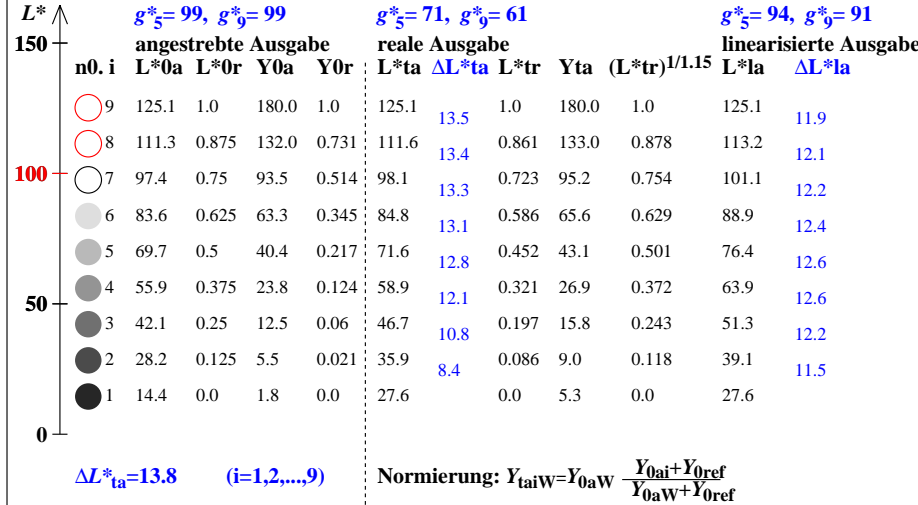 L* g*5= 99, g*9= 99 g*5= 71, g*9= 61 g*5= 94, g*9= 91
150 angestrebte Ausgabe reale Ausgabe linearisierte Ausgabe
n0. i L*0a L*0r Y0a Y0r L*ta ΔL*ta L*tr Yta (L*tr)1/1.15 L*la ΔL*la
9 125.1 1.0 180.0 1.0 125.1 1.0 180.0 1.0 125.1
13.5 11.9
8 111.3 0.875 132.0 0.731 111.6 0.861 133.0 0.878 113.2
13.4 12.1
100 7 97.4 0.75 93.5 0.514 98.1 0.723 95.2 0.754 101.1
13.3 12.2
6 83.6 0.625 63.3 0.345 84.8 0.586 65.6 0.629 88.9
13.1 12.4
5 69.7 0.5 40.4 0.217 71.6 0.452 43.1 0.501 76.4
12.8 12.6
4 55.9 0.375 23.8 0.124 58.9 0.321 26.9 0.372 63.9
50 12.1 12.6
3 42.1 0.25 12.5 0.06 46.7 0.197 15.8 0.243 51.3
10.8 12.2
2 28.2 0.125 5.5 0.021 35.9 0.086 9.0 0.118 39.1
8.4 11.5
1 14.4 0.0 1.8 0.0 27.6 0.0 5.3 0.0 27.6
0
ΔL*ta=13.8 (i=1,2,...,9) Normierung: YtaiW=Y0aW Y0ai+Y0ref
Y0aW+Y0ref